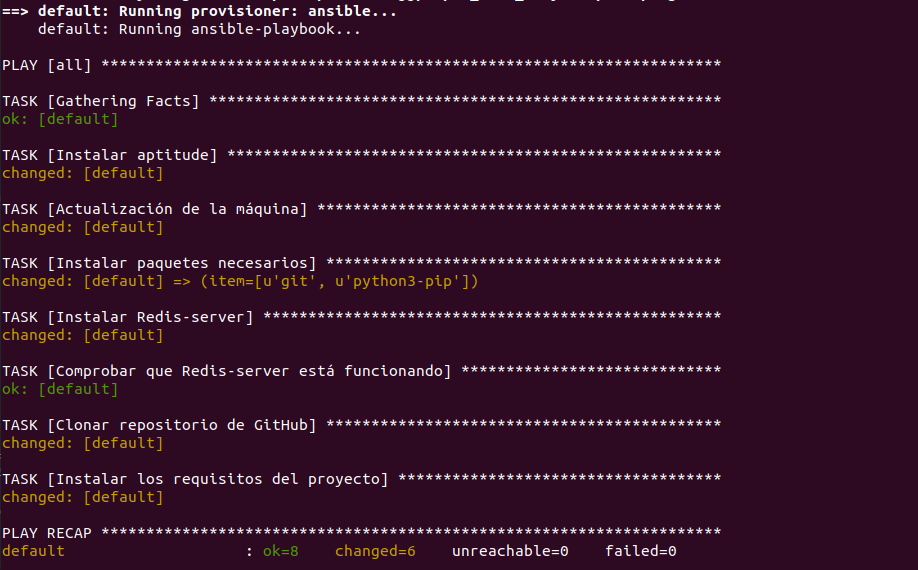 ==> default: Running provisioner: ansible...
    default: Running ansible-playbook...
PLAY [all] *********************************************************************
TASK [Gathering Facts] *********************************************************
ok: [default]
TASK [Instalar aptitude] *******************************************************
changed: [default]
TASK [Actualización de la máquina] *********************************************
changed: [default]
TASK [Instalar paquetes necesarios] ********************************************
changed: [default] => (item=[u'git', u'python3-pip'])
TASK [Instalar Redis-server] ***************************************************
changed: [default]
TASK [Comprobar que Redis-server está funcionando] *****************************
ok: [default]
TASK [Clonar repositorio de GitHub] ********************************************
changed: [default]
TASK [Instalar los requisitos del proyecto] ************************************
changed: [default]
PLAY RECAP *********************************************************************
default                    : ok=8    changed=6    unreachable=0    failed=0